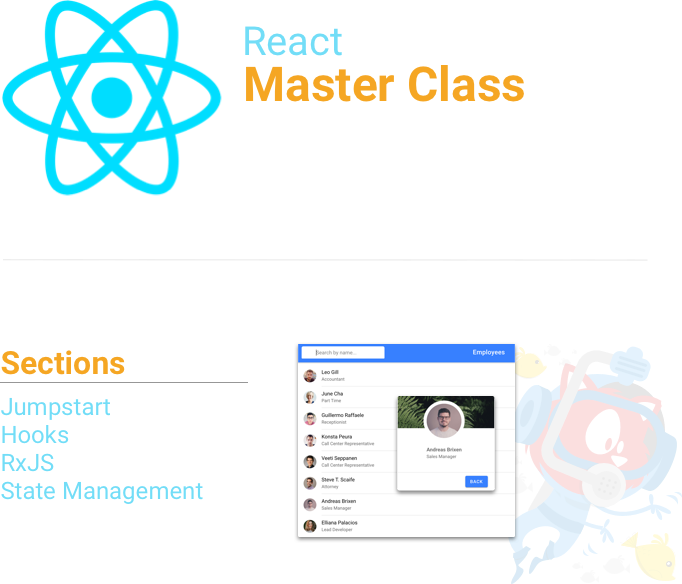 React
Master Class
Sections
Jumpstart
Hooks
RxJS
State Management
Search by name...
Employees
Leo Gill
Accountant
June Cha
Part Time
Guillermo Raffaele
Receptionist
Konsta Peura
Call Center Representative
Veeti Seppanen
Call Center Representative
Steve T. Scaife
Attorney
Andreas Brixen
Sales Manager
Elliana Palacios
Lead Developer
Andreas Brixen
Sales Manager
BACK